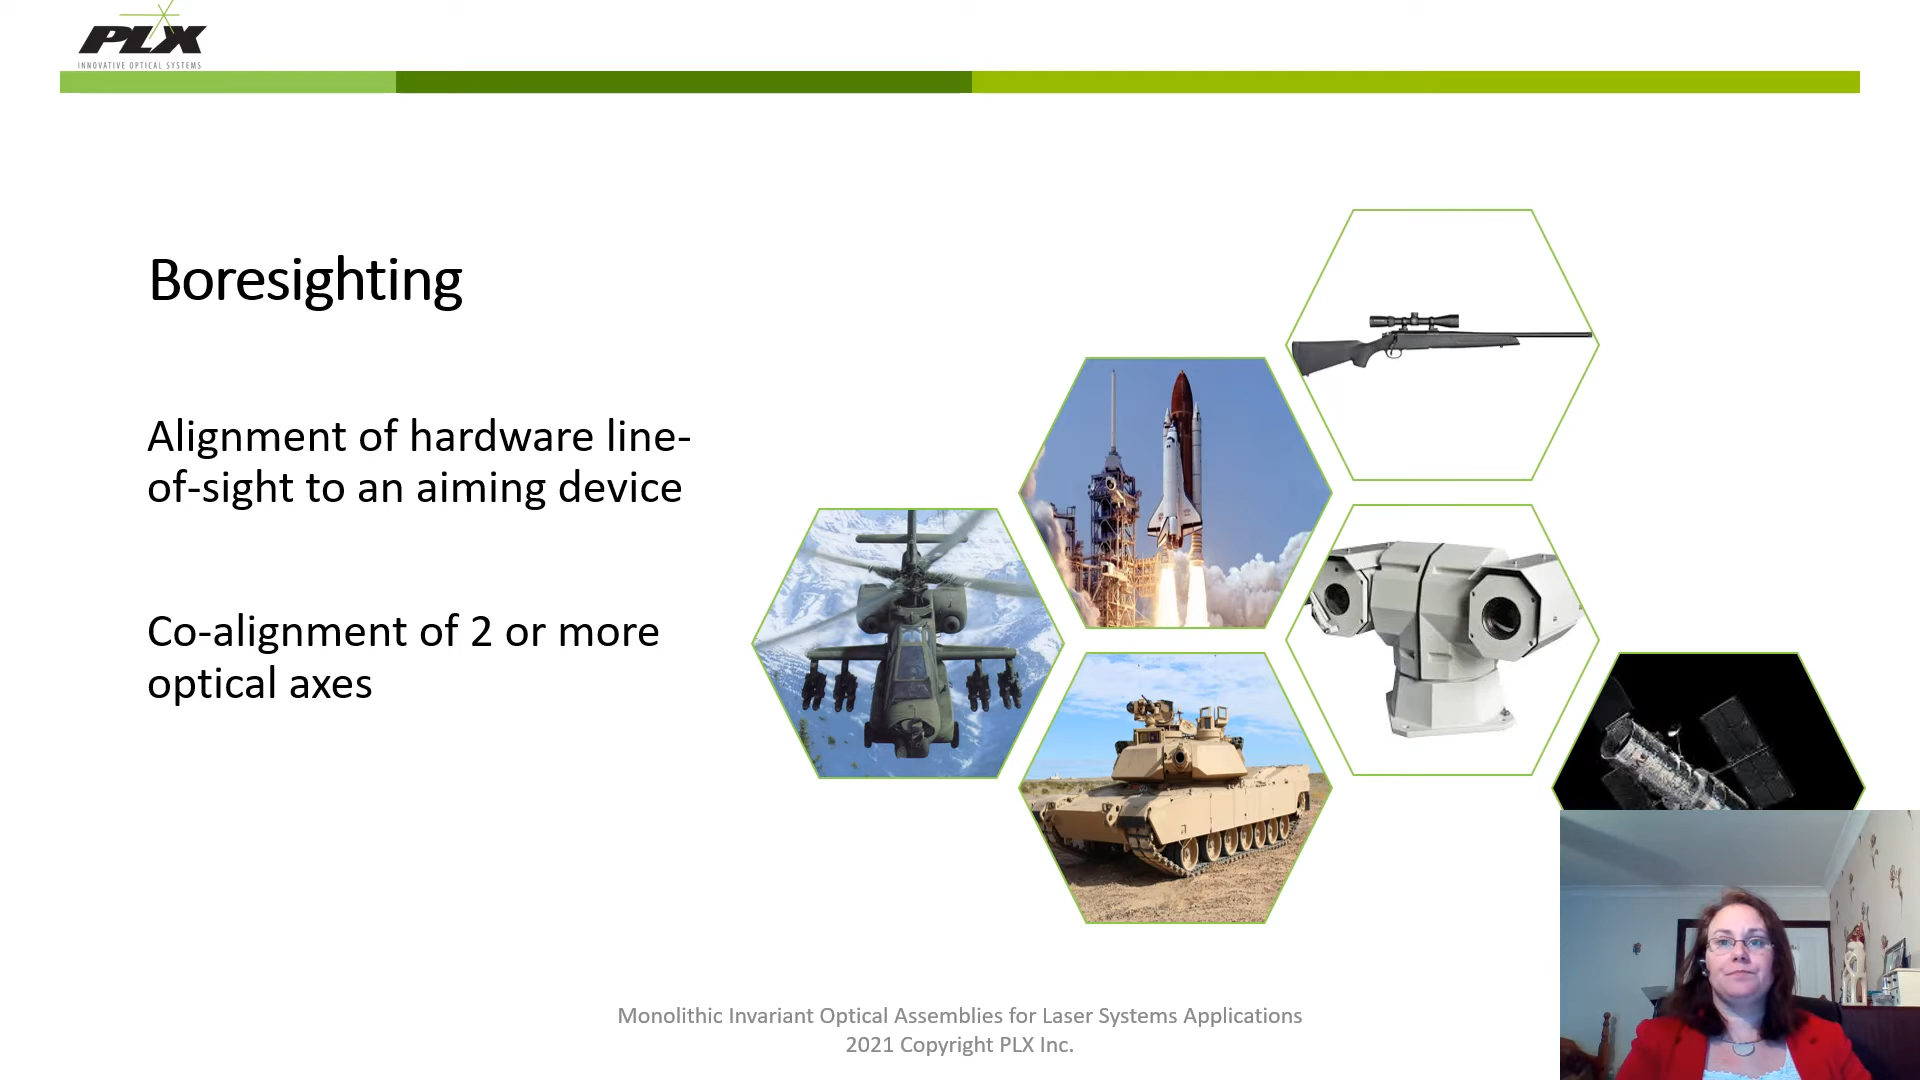 PLX
INNOVATIVE OPTICAL SYSTEMS
Boresighting
Alignment of hardware line-
of-sight to an aiming device
Co-alignment of 2 or more
optical axes
Monolithic Invariant Optical Assemblies for Laser Systems Applications
2021 Copyright PLX Inc.